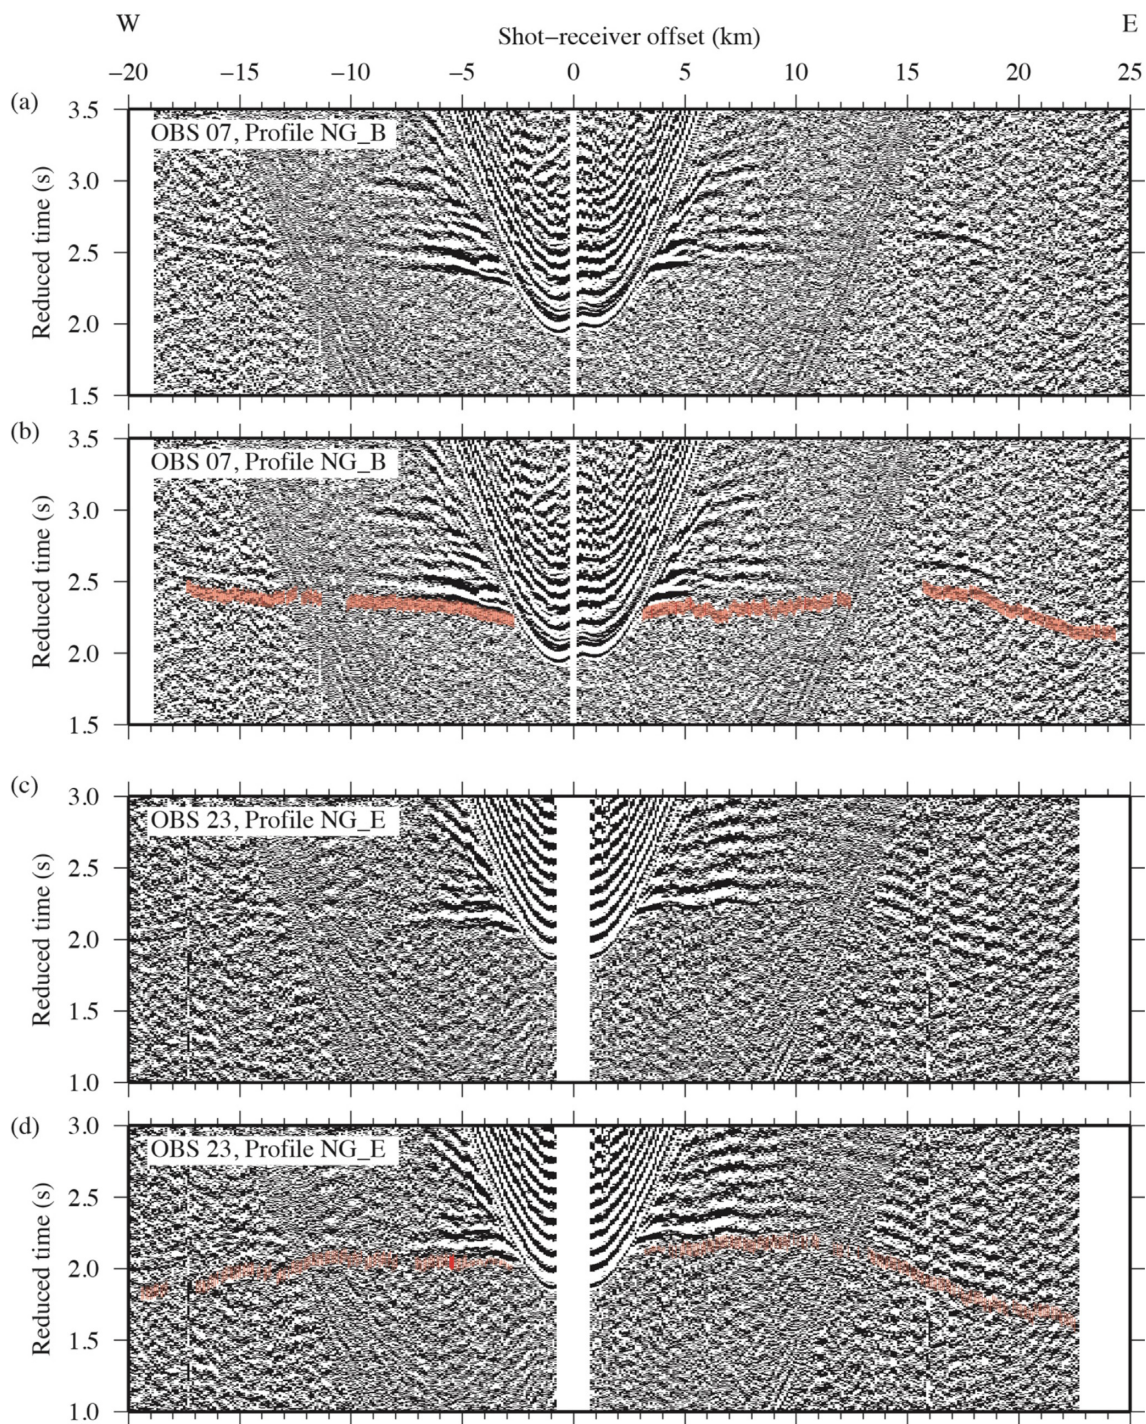 W
E
Shot–receiver offset (km)
–20 –15 –10 –5 0 5 10 15 20 25
(a)
OBS 07, Profile NG_B
Reduced time (s)
3.5
3.0
2.5
2.0
1.5
(b)
OBS 07, Profile NG_B
Reduced time (s)
3.5
3.0
2.5
2.0
1.5
(c)
OBS 23, Profile NG_E
Reduced time (s)
3.0
2.5
2.0
1.5
1.0
(d)
OBS 23, Profile NG_E
Reduced time (s)
3.0
2.5
2.0
1.5
1.0